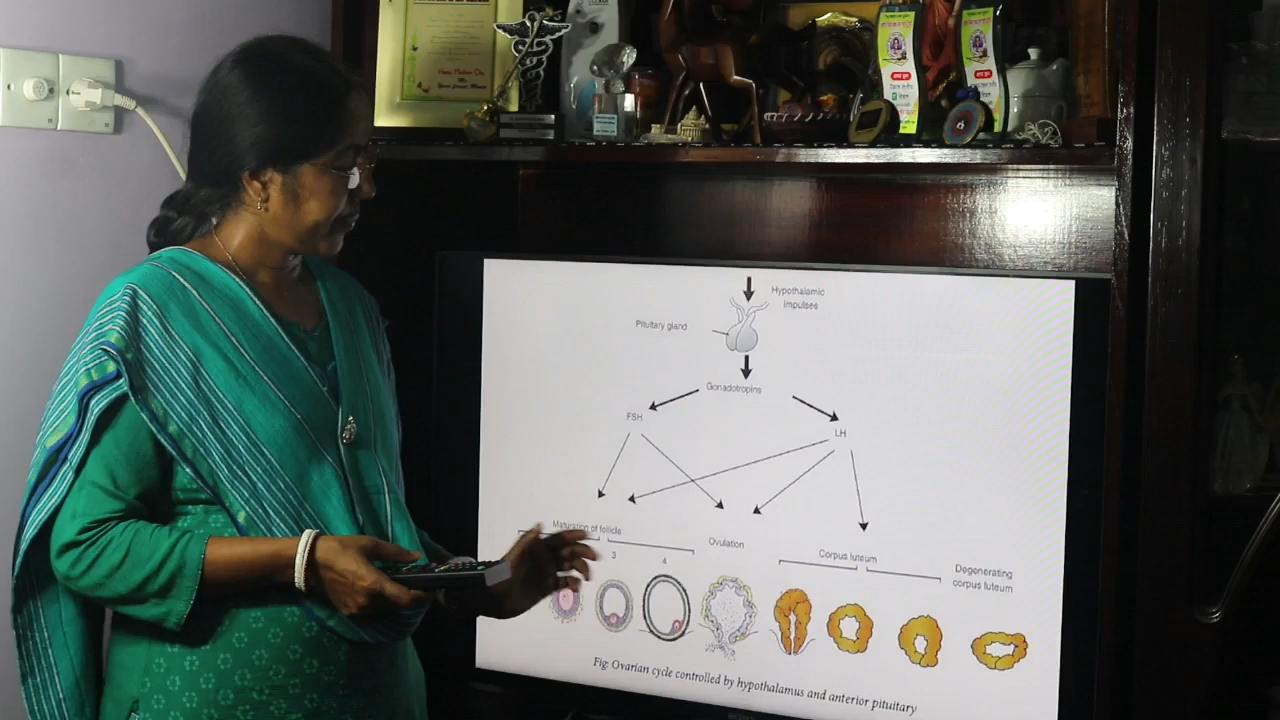 Hypothalamic
Impulses
Pituitary gland
Gonadotropins
FSH
LH
Maturation of follicle
Ovulation
Corpus luteum
Degenerating
corpus luteum
3
4
Fig: Ovarian cycle controlled by hypothalamus and anterior pituitary